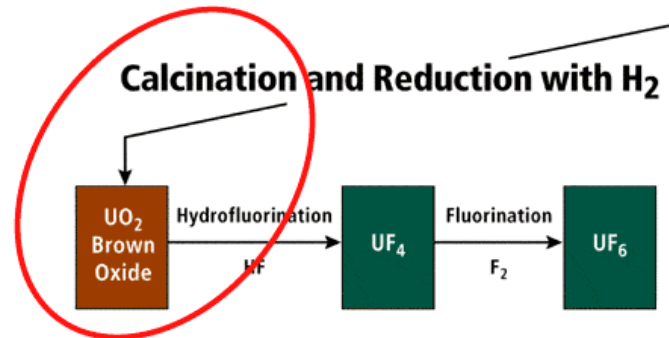 Calcination and Reduction with H₂
UO₂
Brown
Oxide
Hydrofluorination
HF
UF₄
Fluorination
F₂
UF₆